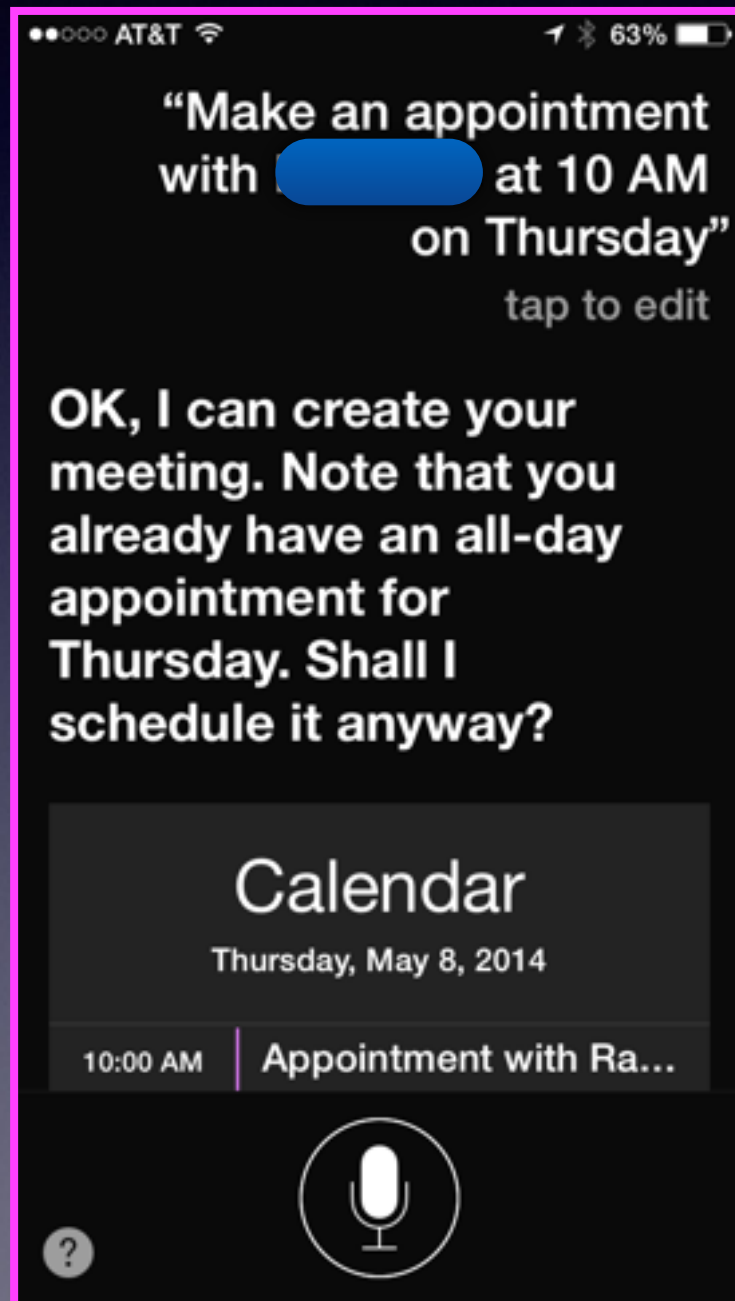 AT&T 63%
“Make an appointment
with at 10 AM
on Thursday”
tap to edit
OK, I can create your
meeting. Note that you
already have an all-day
appointment for
Thursday. Shall I
schedule it anyway?
Calendar
Thursday, May 8, 2014
10:00 AM Appointment with Ra...
?